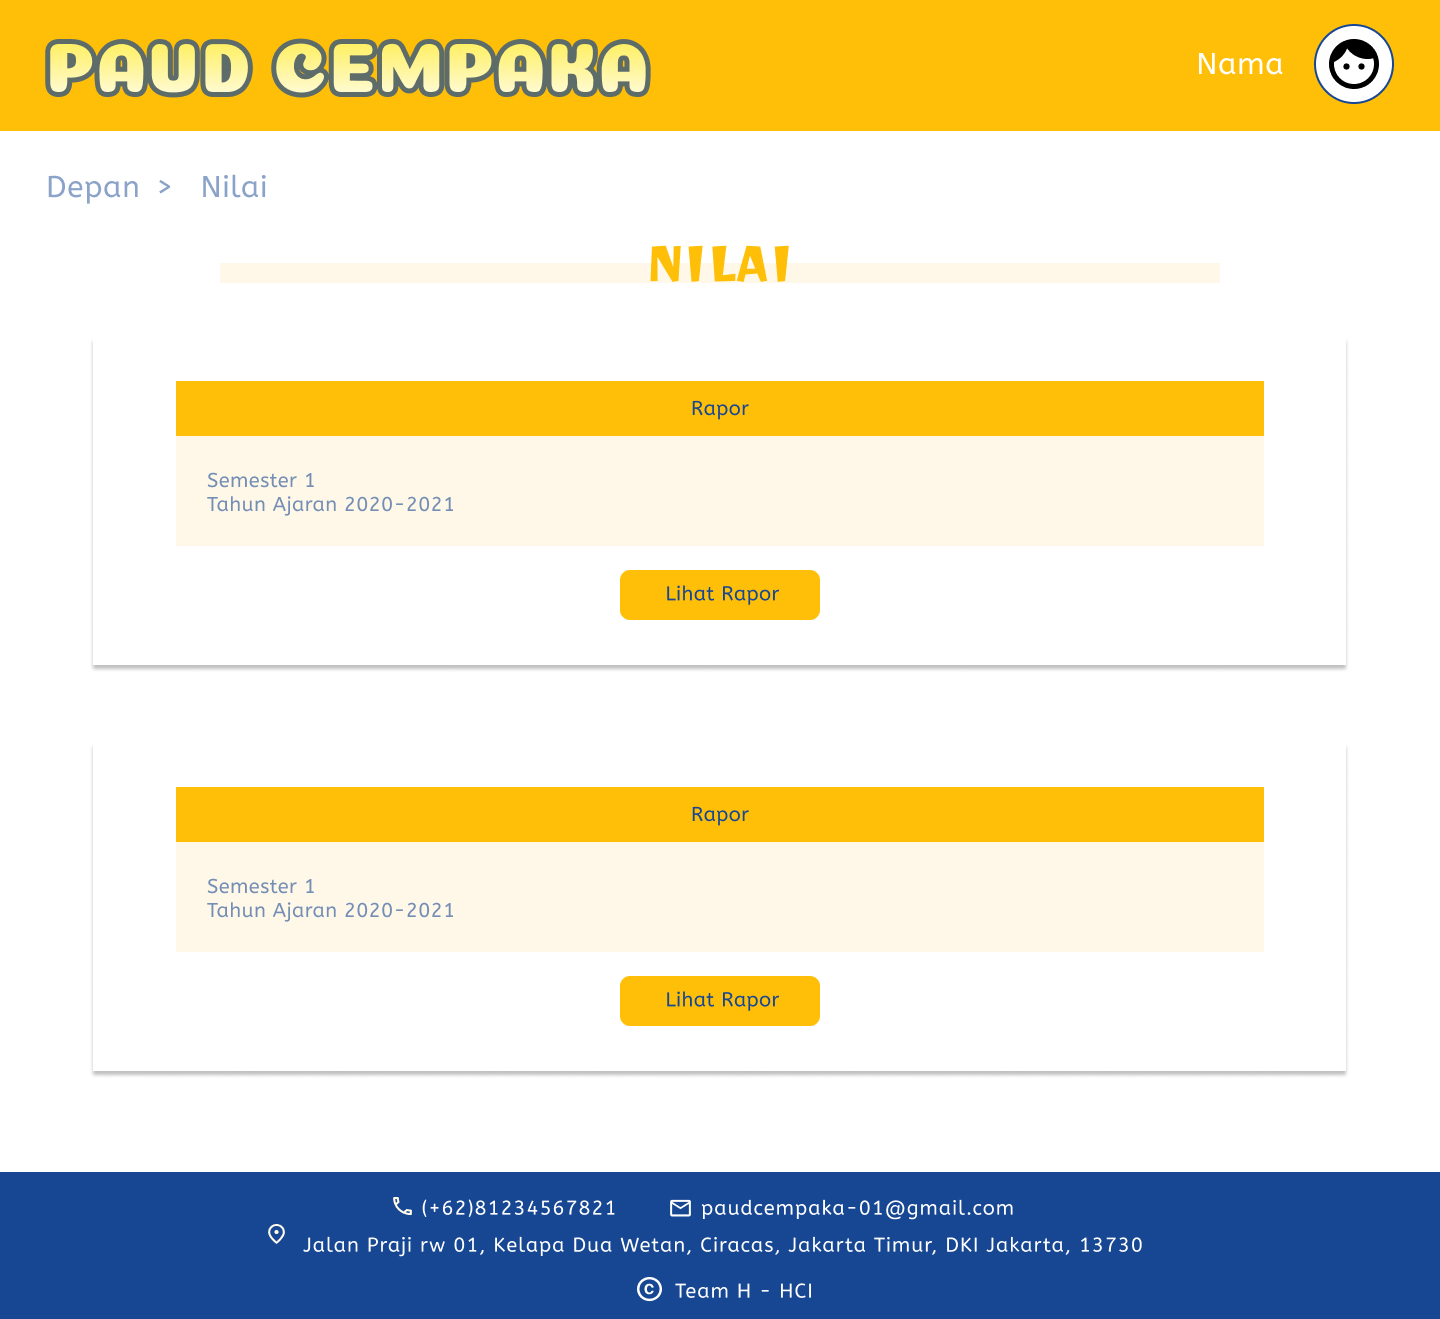 PAUD CEMPAKA
Nama
Depan > Nilai
NILAI
Rapor
Semester 1
Tahun Ajaran 2020-2021
Lihat Rapor
Rapor
Semester 1
Tahun Ajaran 2020-2021
Lihat Rapor
(+62)81234567821 paudcempaka-01@gmail.com
Jalan Praji rw 01, Kelapa Dua Wetan, Ciracas, Jakarta Timur, DKI Jakarta, 13730
© Team H - HCI